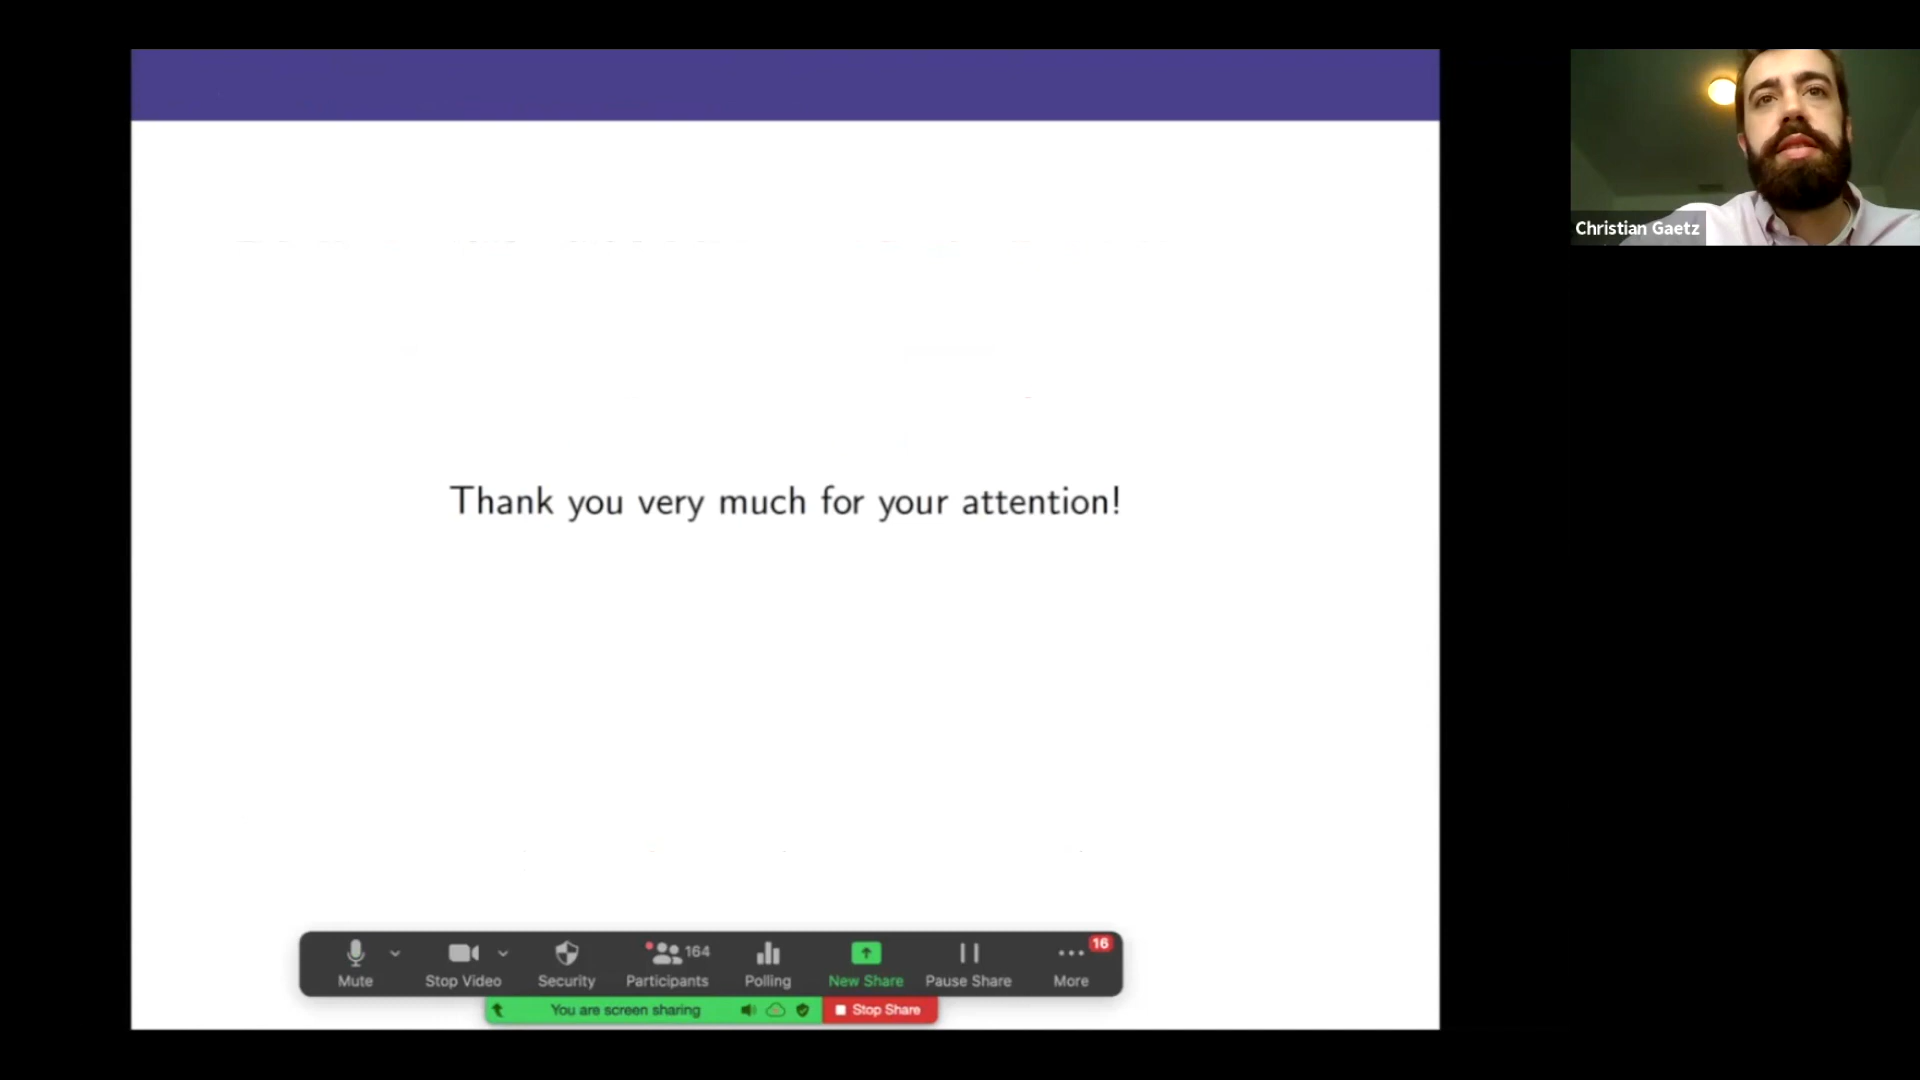 Christian Gaetz
Thank you very much for your attention!
164
16
Mute
Stop Video
Security
Participants
Polling
New Share
Pause Share
More
You are screen sharing
Stop Share